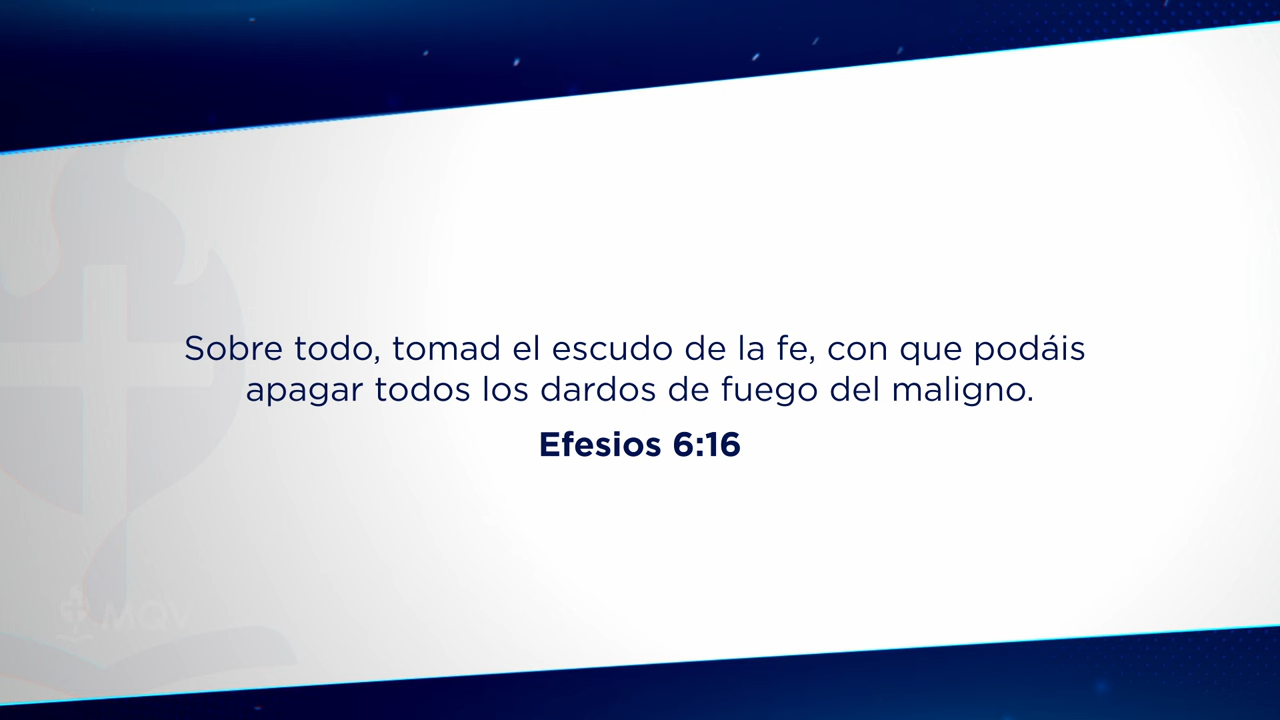 Sobre todo, tomad el escudo de la fe, con que podáis
apagar todos los dardos de fuego del maligno.
Efesios 6:16
MQV